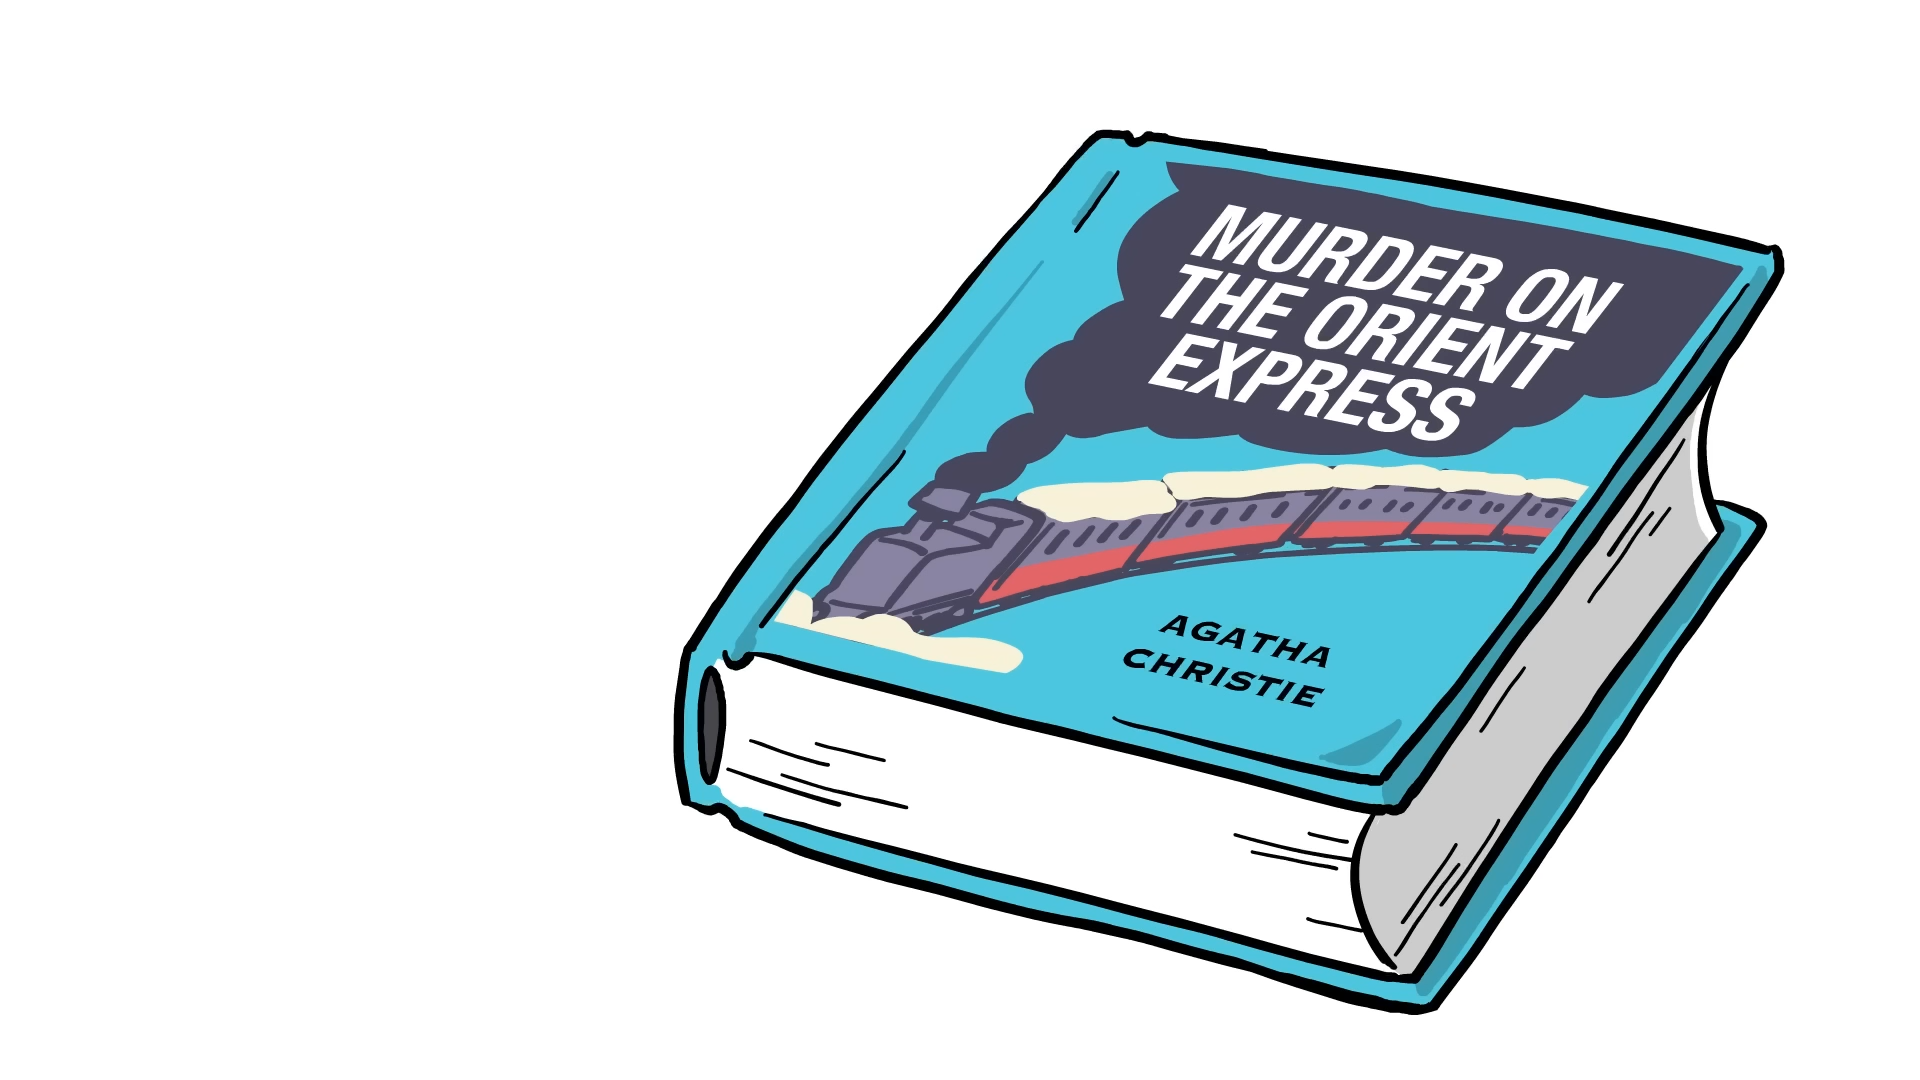 MURDER ON
THE ORIENT
EXPRESS
AGATHA
CHRISTIE